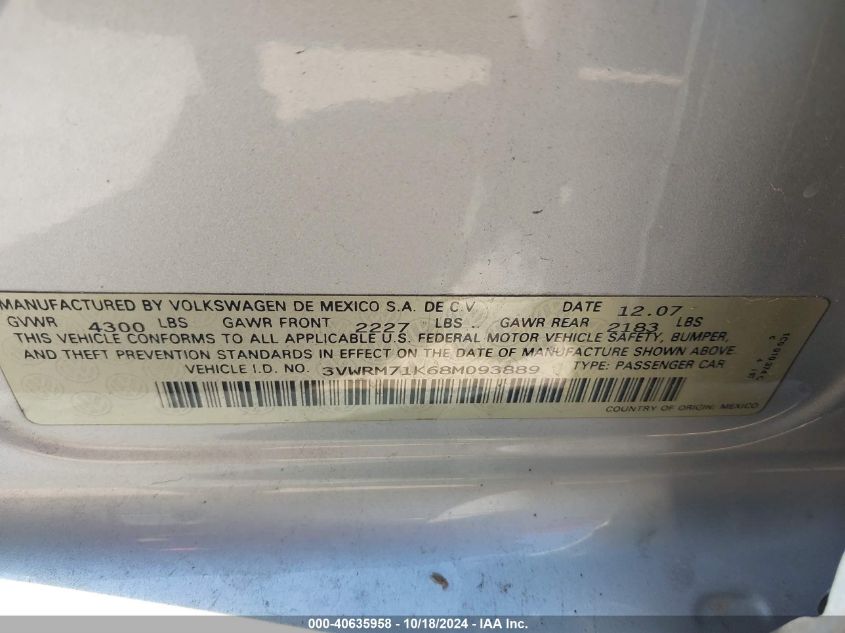 MANUFACTURED BY VOLKSWAGEN DE MEXICO S.A. DE C.V. DATE 12.07
GVWR 4300 LBS GAWR FRONT 2227 LBS. GAWR REAR 2183 LBS
THIS VEHICLE CONFORMS TO ALL APPLICABLE U.S. FEDERAL MOTOR VEHICLE SAFETY, BUMPER,
AND THEFT PREVENTION STANDARDS IN EFFECT ON THE DATE OF MANUFACTURE SHOWN ABOVE.
VEHICLE I.D. NO. 3VWRM71K68M093889 TYPE: PASSENGER CAR
COUNTRY OF ORIGIN: MEXICO
000-40635958 - 10/18/2024 - IAAI.com